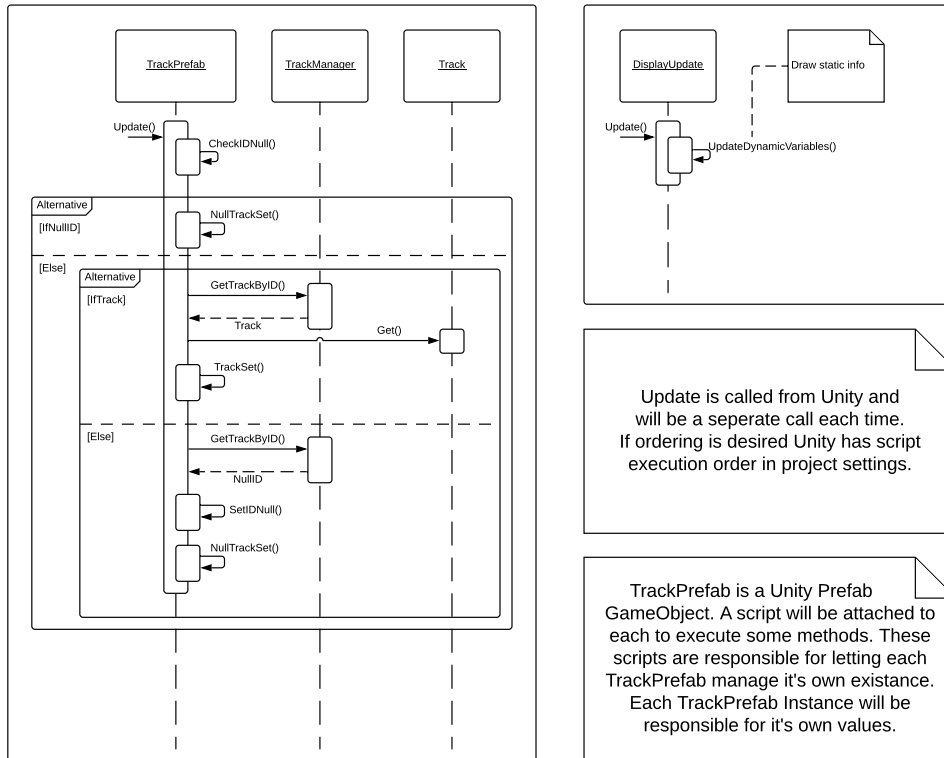 TrackPrefab
TrackManager
Track
Update()
CheckIDNull()
Alternative
[IfNullID]
NullTrackSet()
[Else]
Alternative
[IfTrack]
GetTrackByID()
Track
Get()
TrackSet()
[Else]
GetTrackByID()
NullID
SetIDNull()
NullTrackSet()
DisplayUpdate
Draw static info
Update()
UpdateDynamicVariables()
Update is called from Unity and
will be a seperate call each time.
If ordering is desired Unity has script
execution order in project settings.
TrackPrefab is a Unity Prefab
GameObject. A script will be attached to
each to execute some methods. These
scripts are responsible for letting each
TrackPrefab manage it's own existance.
Each TrackPrefab Instance will be
responsible for it's own values.